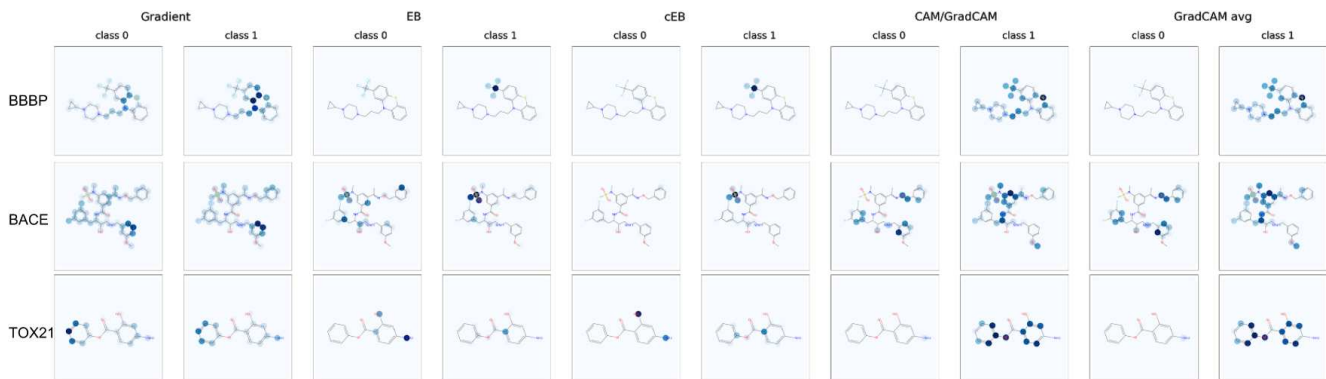 Gradient EB cEB CAM/GradCAM GradCAM avg
class 0 class 1 class 0 class 1 class 0 class 1 class 0 class 1 class 0 class 1
BBBP
BACE
TOX21